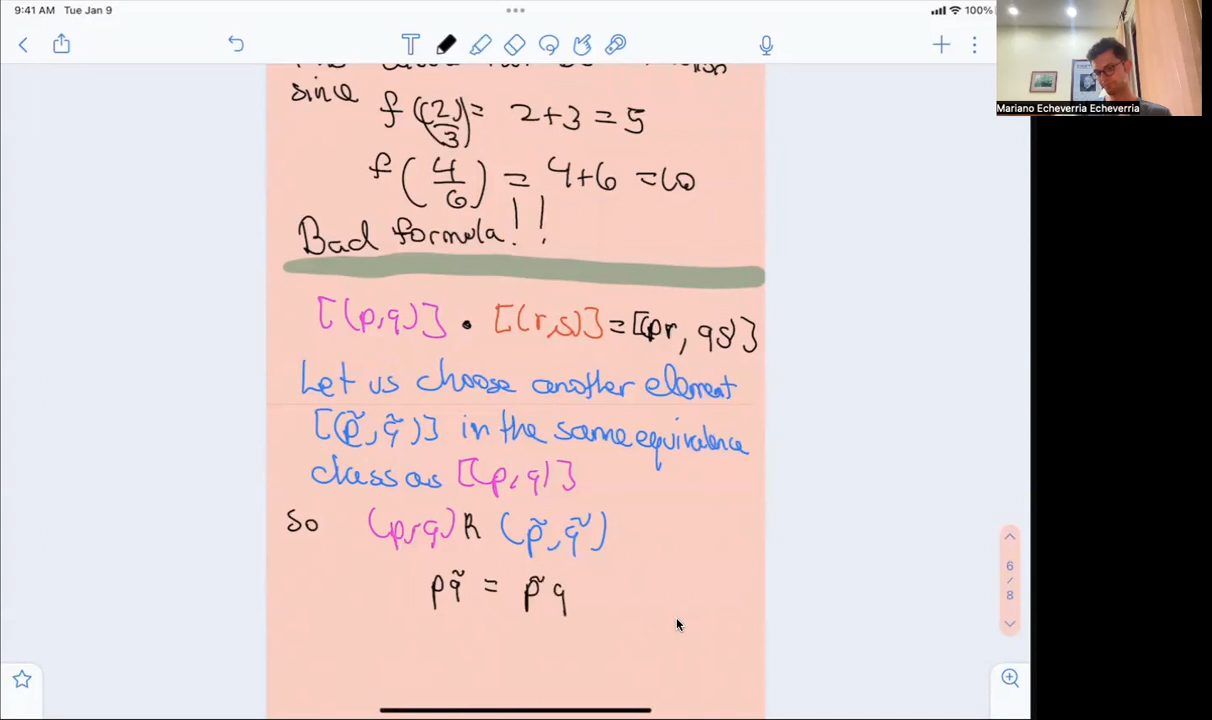 9:41 AM Tue Jan 9
100%
Mariano Echeverria Echeverria
since f(2/3) = 2+3 = 5
f(4/6) = 4+6 = 10
Bad formula!!
[(p,q)] • [(r,s)] = [(pr, qs)]
Let us choose another element
[(p̃,q̃)] in the same equivalence
class as [(p,q)]
So (p,q) R (p̃,q̃)
pq̃ = p̃q
6
/
8